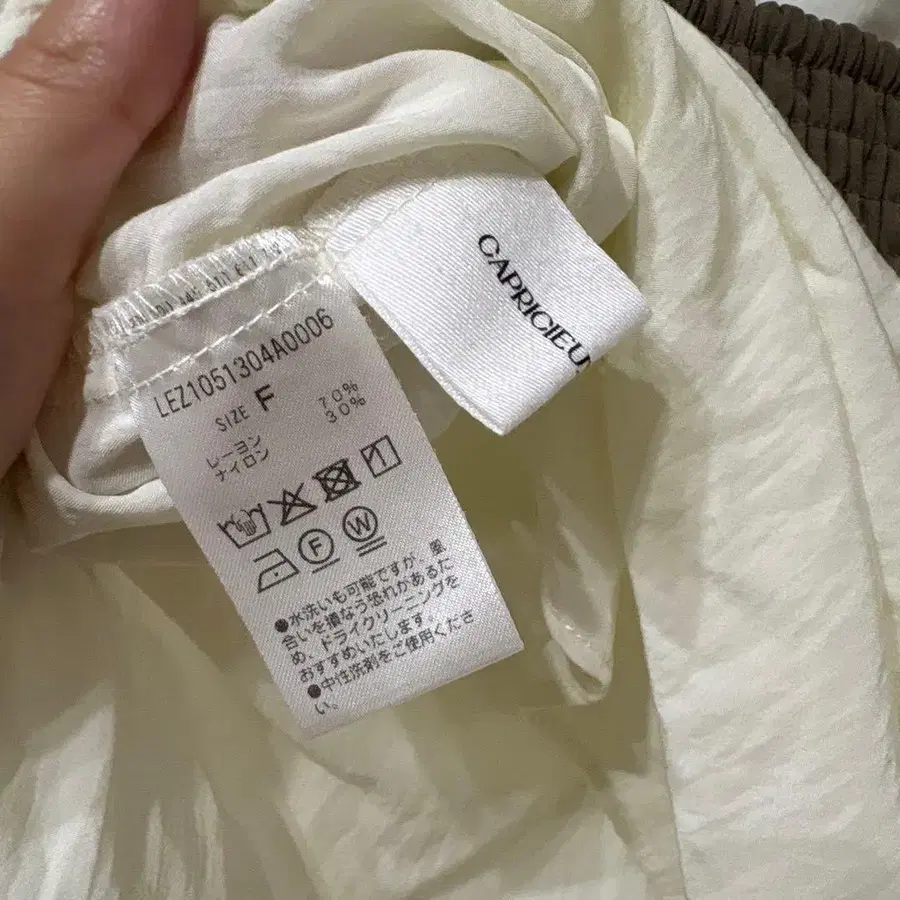 CAPRICIEU
LEZ1051304A0006
SIZE F
レーヨン 70%
ナイロン 30%
F W
●水洗いも可能ですが、風
合いを損なう恐れがあるた
め、ドライクリーニングを
おすすめいたします。
●中性洗剤をご使用くださ
い。